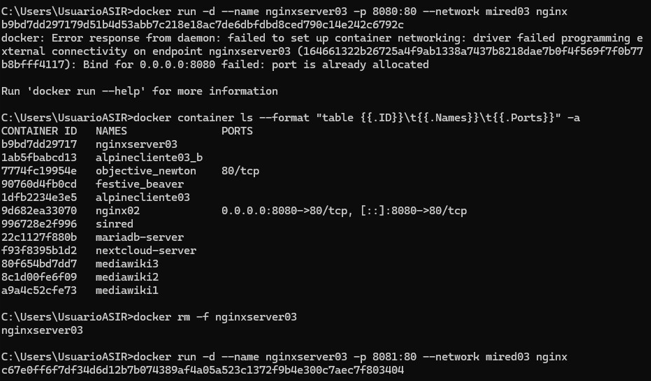 C:\Users\UsuarioASIR>docker run -d --name nginxserver03 -p 8080:80 --network mired03 nginx
b9bd7dd297179d51b4d53abb7c218e18ac7de6dbfdbd8ced790c14e242c6792c
docker: Error response from daemon: failed to set up container networking: driver failed programming e
xternal connectivity on endpoint nginxserver03 (164661322b26725a4f9ab1338a7437b8218dae7b0f4f569f7f0b77
b8bfff4117): Bind for 0.0.0.0:8080 failed: port is already allocated

Run 'docker run --help' for more information

C:\Users\UsuarioASIR>docker container ls --format "table {{.ID}}\t{{.Names}}\t{{.Ports}}" -a
CONTAINER ID   NAMES              PORTS
b9bd7dd29717   nginxserver03
1ab5fbabcd13   alpinecliente03_b
7774fc19954e   objective_newton   80/tcp
90760d4fb0cd   festive_beaver
1dfb2234e3e5   alpinecliente03
9d682ea33070   nginx02            0.0.0.0:8080->80/tcp, [::]:8080->80/tcp
996728e2f996   sinred
22c1127f880b   mariadb-server
f93f8395b1d2   nextcloud-server
80f654bd7dd7   mediawiki3
8c1d00fe6f09   mediawiki2
a9a4c52cfe73   mediawiki1

C:\Users\UsuarioASIR>docker rm -f nginxserver03
nginxserver03

C:\Users\UsuarioASIR>docker run -d --name nginxserver03 -p 8081:80 --network mired03 nginx
c67e0ff6f7df34d6d12b7b074389af4a05a523c1372f9b4e300c7aec7f803404